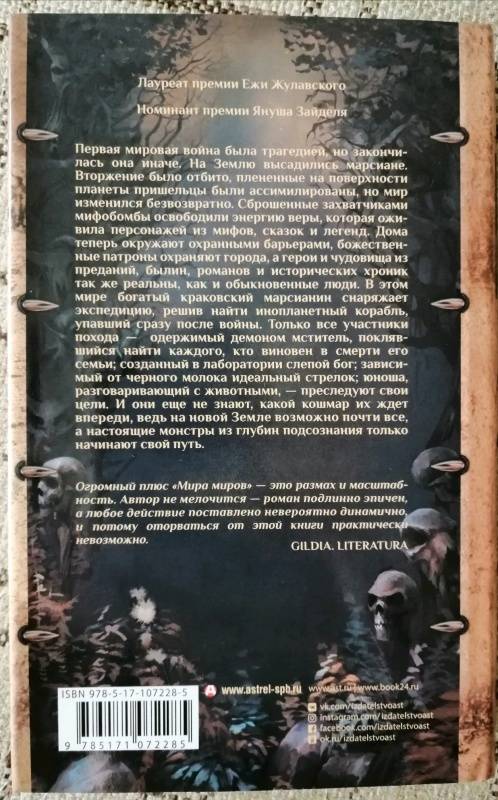 Лауреат премии Ежи Жулавского
Номинант премии Януша Зайделя
Первая мировая война была трагедией, но закончи-
лась она иначе. На Землю высадились марсиане.
Вторжение было отбито, плененные на поверхности
планеты пришельцы были ассимилированы, но мир
изменился безвозвратно. Сброшенные захватчиками
мифобомбы освободили энергию веры, которая ожи-
вила персонажей из мифов, сказок и легенд. Дома
теперь окружают охранными барьерами, божествен-
ные патроны охраняют города, а герои и чудовища из
преданий, былин, романов и исторических хроник
так же реальны, как и обыкновенные люди. В этом
мире богатый краковский марсианин снаряжает
экспедицию, решив найти инопланетный корабль,
упавший сразу после войны. Только все участники
похода — одержимый демоном мститель, покляв-
шийся найти каждого, кто виновен в смерти его
семьи; созданный в лаборатории слепой бог; зависи-
мый от черного молока идеальный стрелок; юноша,
разговаривающий с животными, — преследуют свои
цели. И они еще не знают, какой кошмар их ждет
впереди, ведь на новой Земле возможно почти все,
а настоящие монстры из глубин подсознания только
начинают свой путь.
Огромный плюс «Мира миров» — это размах и масштаб-
ность. Автор не мелочится — роман подлинно эпичен,
а любое действие поставлено невероятно динамично,
и потому оторваться от этой книги практически
невозможно.
GILDIA. LITERATURA
ISBN 978-5-17-107228-5
9 785171 072285
www.astrel-spb.ru
www.ast.ru | www.book24.ru
vk.com/izdatelstvoast
instagram.com/izdatelstvoast
facebook.com/izdatelstvoast
ok.ru/izdatelstvoast